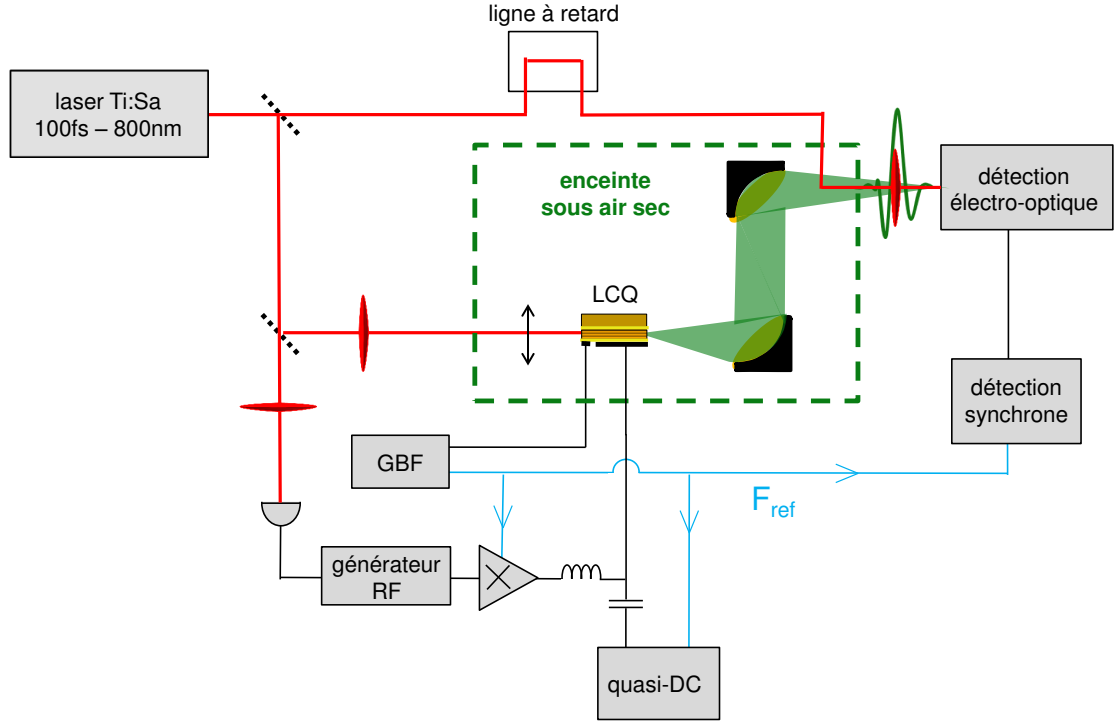 ligne à retard
laser Ti:Sa
100fs – 800nm
enceinte
sous air sec
détection
électro-optique
LCQ
détection
synchrone
GBF
F_ref
générateur
RF
quasi-DC